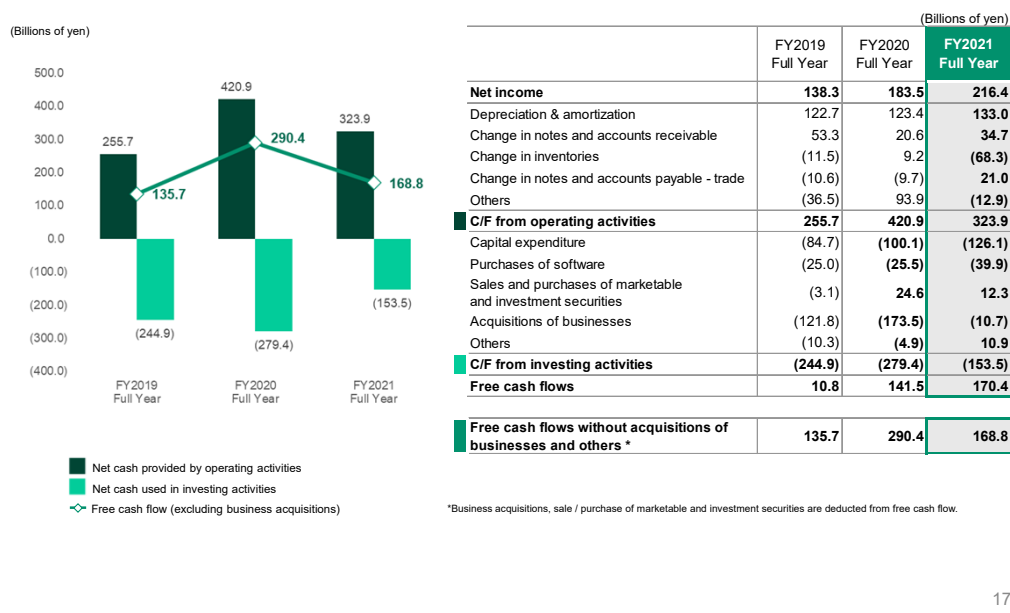 (Billions of yen)
500.0
400.0
300.0
200.0
100.0
0.0
(100.0)
(200.0)
(300.0)
(400.0)
255.7
420.9
323.9
135.7
290.4
168.8
(244.9)
(279.4)
(153.5)
FY2019
Full Year
FY2020
Full Year
FY2021
Full Year
Net cash provided by operating activities
Net cash used in investing activities
Free cash flow (excluding business acquisitions)
(Billions of yen)
FY2019 FY2020 FY2021
Full Year Full Year Full Year
Net income 138.3 183.5 216.4
Depreciation & amortization 122.7 123.4 133.0
Change in notes and accounts receivable 53.3 20.6 34.7
Change in inventories (11.5) 9.2 (68.3)
Change in notes and accounts payable - trade (10.6) (9.7) 21.0
Others (36.5) 93.9 (12.9)
C/F from operating activities 255.7 420.9 323.9
Capital expenditure (84.7) (100.1) (126.1)
Purchases of software (25.0) (25.5) (39.9)
Sales and purchases of marketable
and investment securities (3.1) 24.6 12.3
Acquisitions of businesses (121.8) (173.5) (10.7)
Others (10.3) (4.9) 10.9
C/F from investing activities (244.9) (279.4) (153.5)
Free cash flows 10.8 141.5 170.4
Free cash flows without acquisitions of
businesses and others * 135.7 290.4 168.8
*Business acquisitions, sale / purchase of marketable and investment securities are deducted from free cash flow.
17